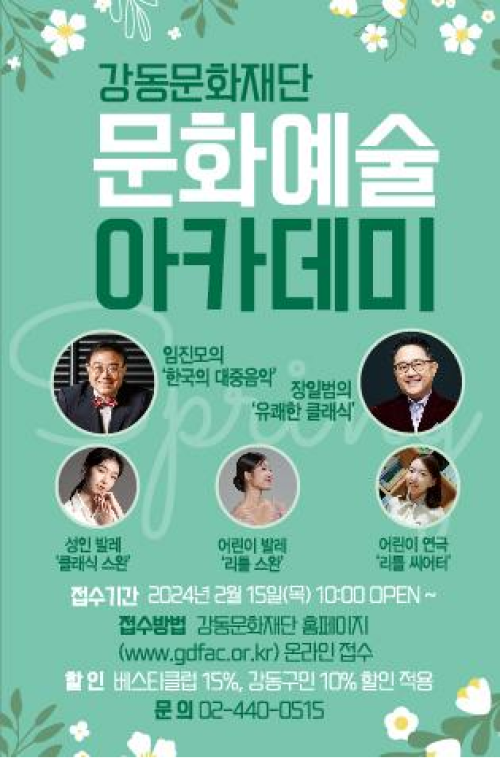 강동문화재단
문화예술
아카데미
Spring
임진모의
'한국의 대중음악'
장일범의
'유쾌한 클래식'
성인 발레
'클래식 스완'
어린이 발레
'리틀 스완'
어린이 연극
'리틀 씨어터'
접수기간 2024년 2월 15일(목) 10:00 OPEN ~
접수방법 강동문화재단 홈페이지
(www.gdfac.or.kr) 온라인 접수
할 인 베스티클럽 15%, 강동구민 10% 할인 적용
문 의 02-440-0515